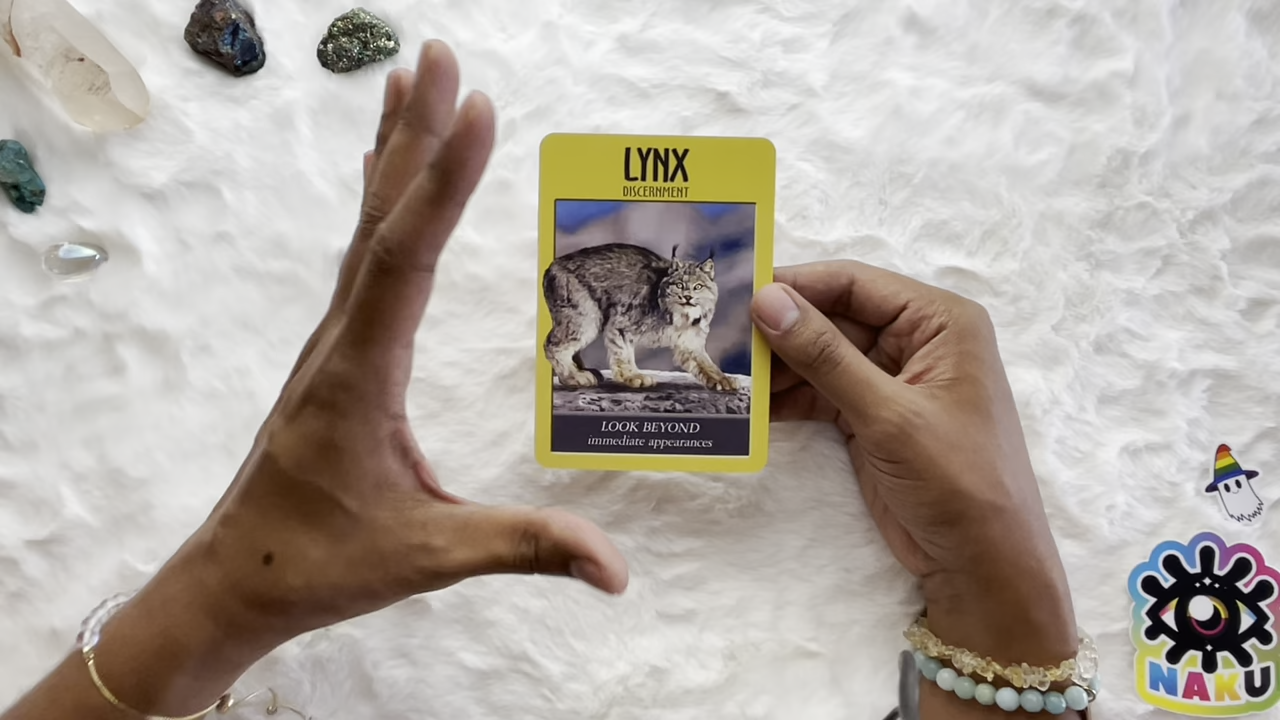 LYNX
DISCERNMENT
LOOK BEYOND
immediate appearances
NAKU